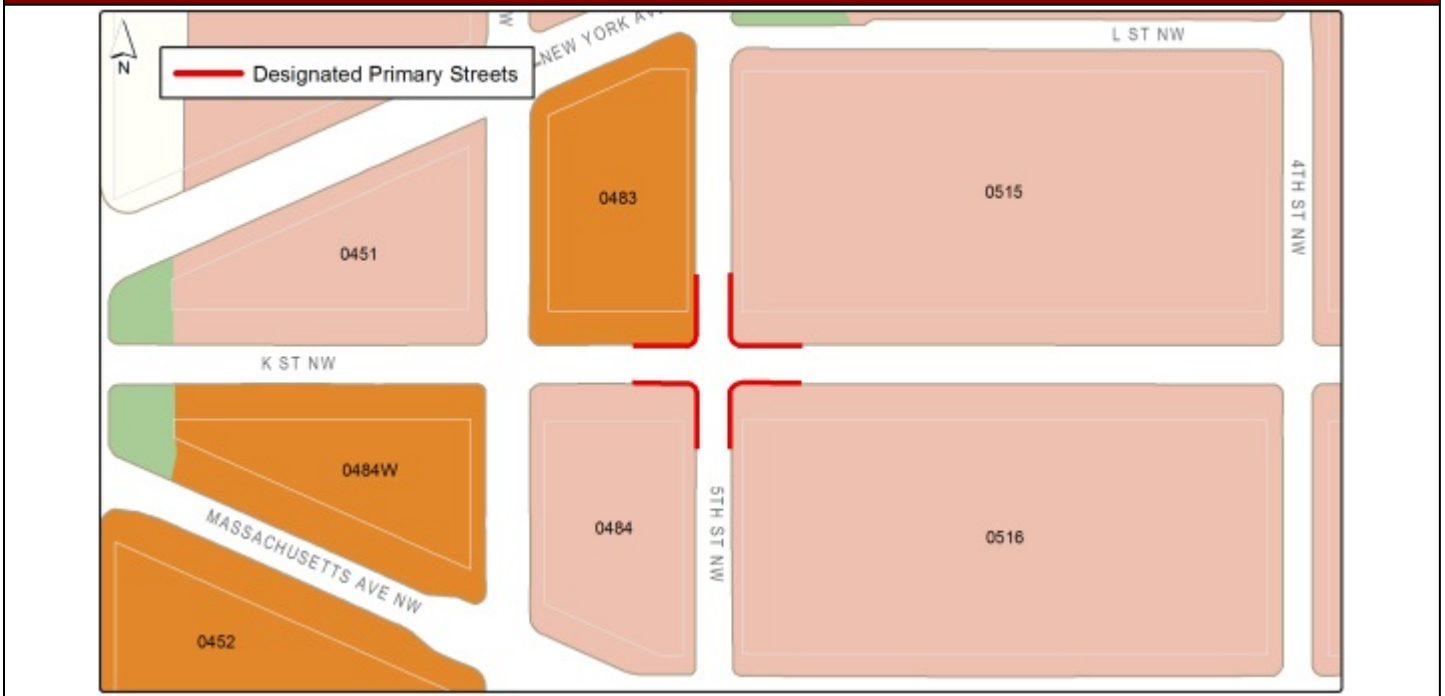 W
NEW YORK AV
L ST NW
N
Designated Primary Streets
4TH ST NW
0483
0515
0451
K ST NW
0484W
5TH ST NW
0484
0516
MASSACHUSETTS AVE NW
0452